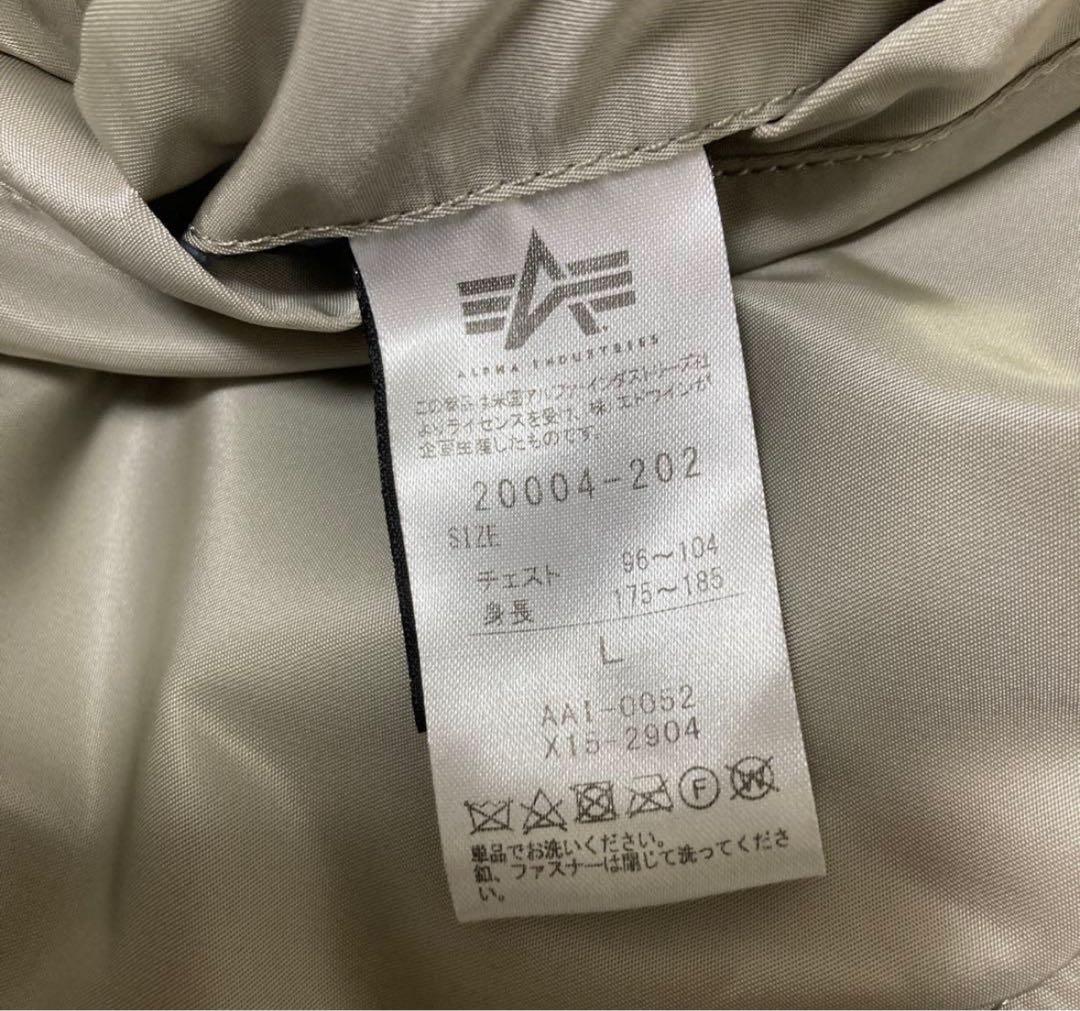 ALPHA INDUSTRIES
この製品は米国アルファーインダストリーズ社
よりライセンスを受け、㈱エドウインが
企画生産したものです。
20004-202
SIZE
チェスト 96～104
身長 175～185
L
AAI-0052
X15-2904
F W
単品でお洗いください。
釦、ファスナーは閉じて洗ってくださ
い。